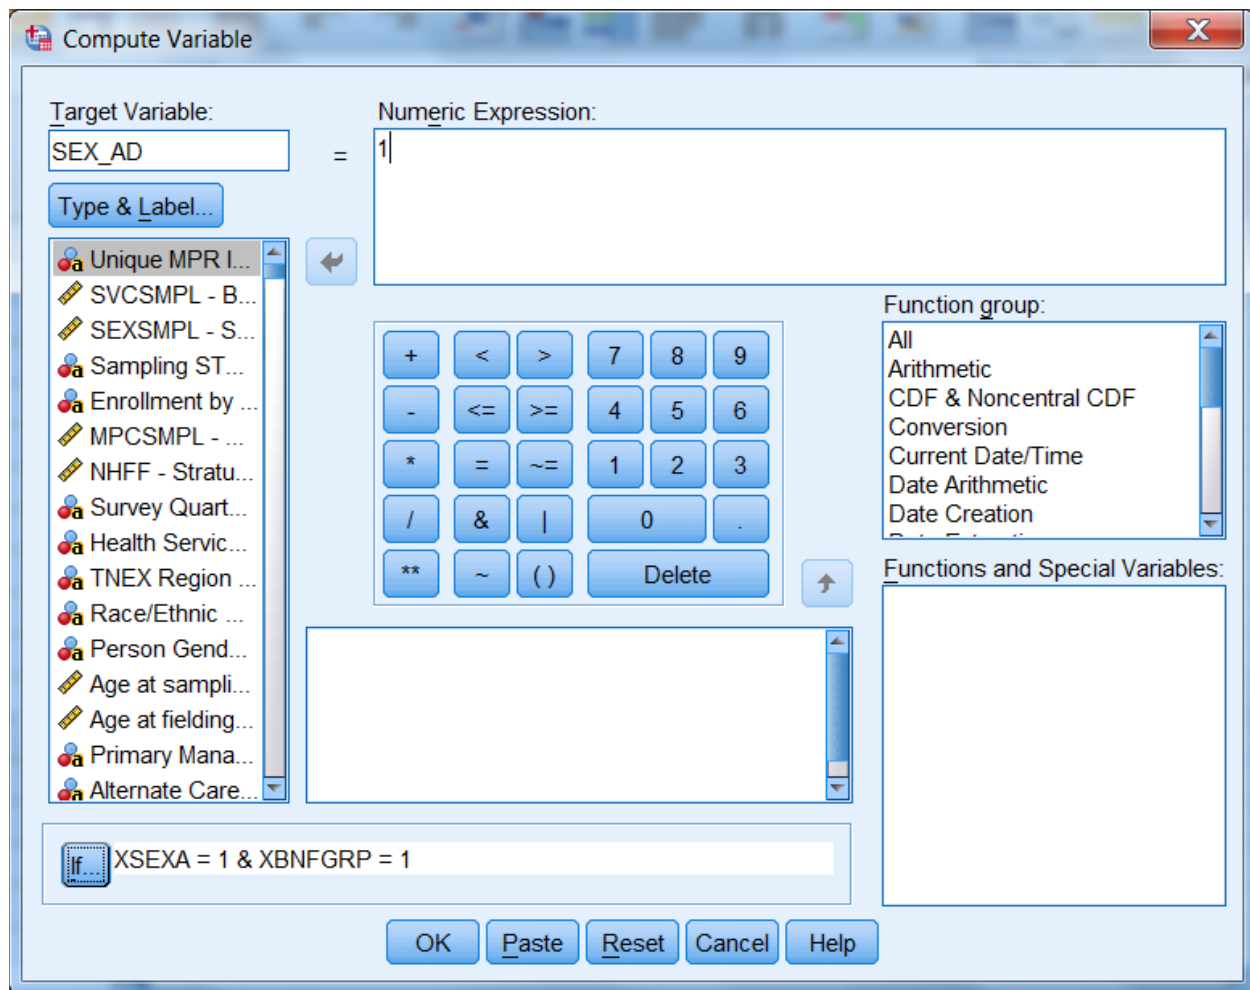 Compute Variable
X
Target Variable:
Numeric Expression:
SEX_AD
=
1
Type & Label...
Unique MPR I...
SVCSMPL - B...
SEXSMPL - S...
Sampling ST...
Enrollment by ...
MPCSMPL - ...
NHFF - Stratu...
Survey Quart...
Health Servic...
TNEX Region ...
Race/Ethnic ...
Person Gend...
Age at sampli...
Age at fielding...
Primary Mana...
Alternate Care...
+ < > 7 8 9
- <= >= 4 5 6
* = ~= 1 2 3
/ & | 0 .
** ~ ( ) Delete
Function group:
All
Arithmetic
CDF & Noncentral CDF
Conversion
Current Date/Time
Date Arithmetic
Date Creation
Functions and Special Variables:
If... XSEXA = 1 & XBNFGRP = 1
OK Paste Reset Cancel Help